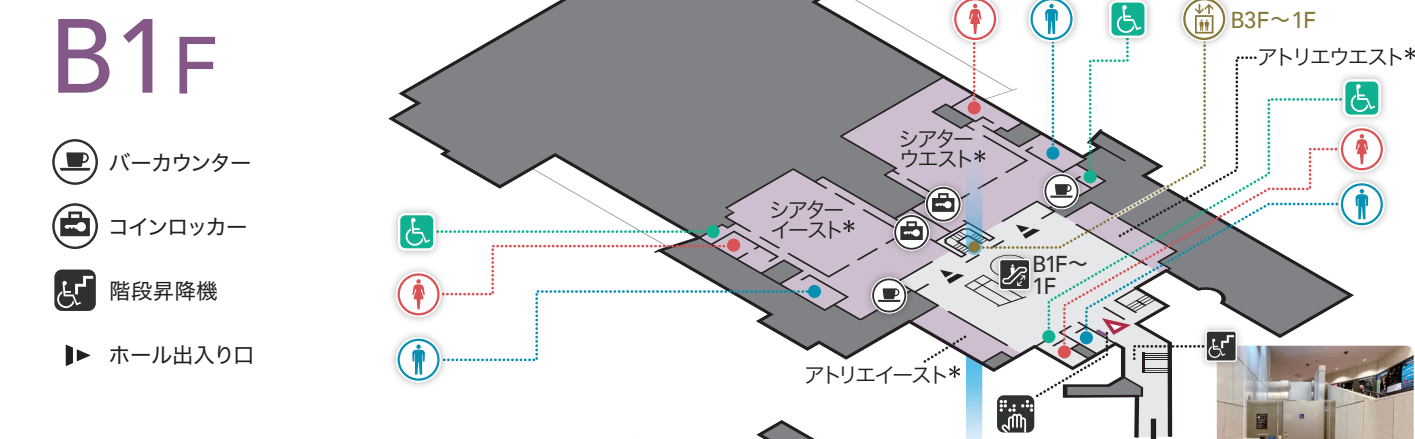 B1F
バーカウンター
コインロッカー
階段昇降機
ホール出入り口
B3F～1F
アトリエウエスト*
シアター
ウエスト*
シアター
イースト*
B1F～
1F
アトリエイースト*